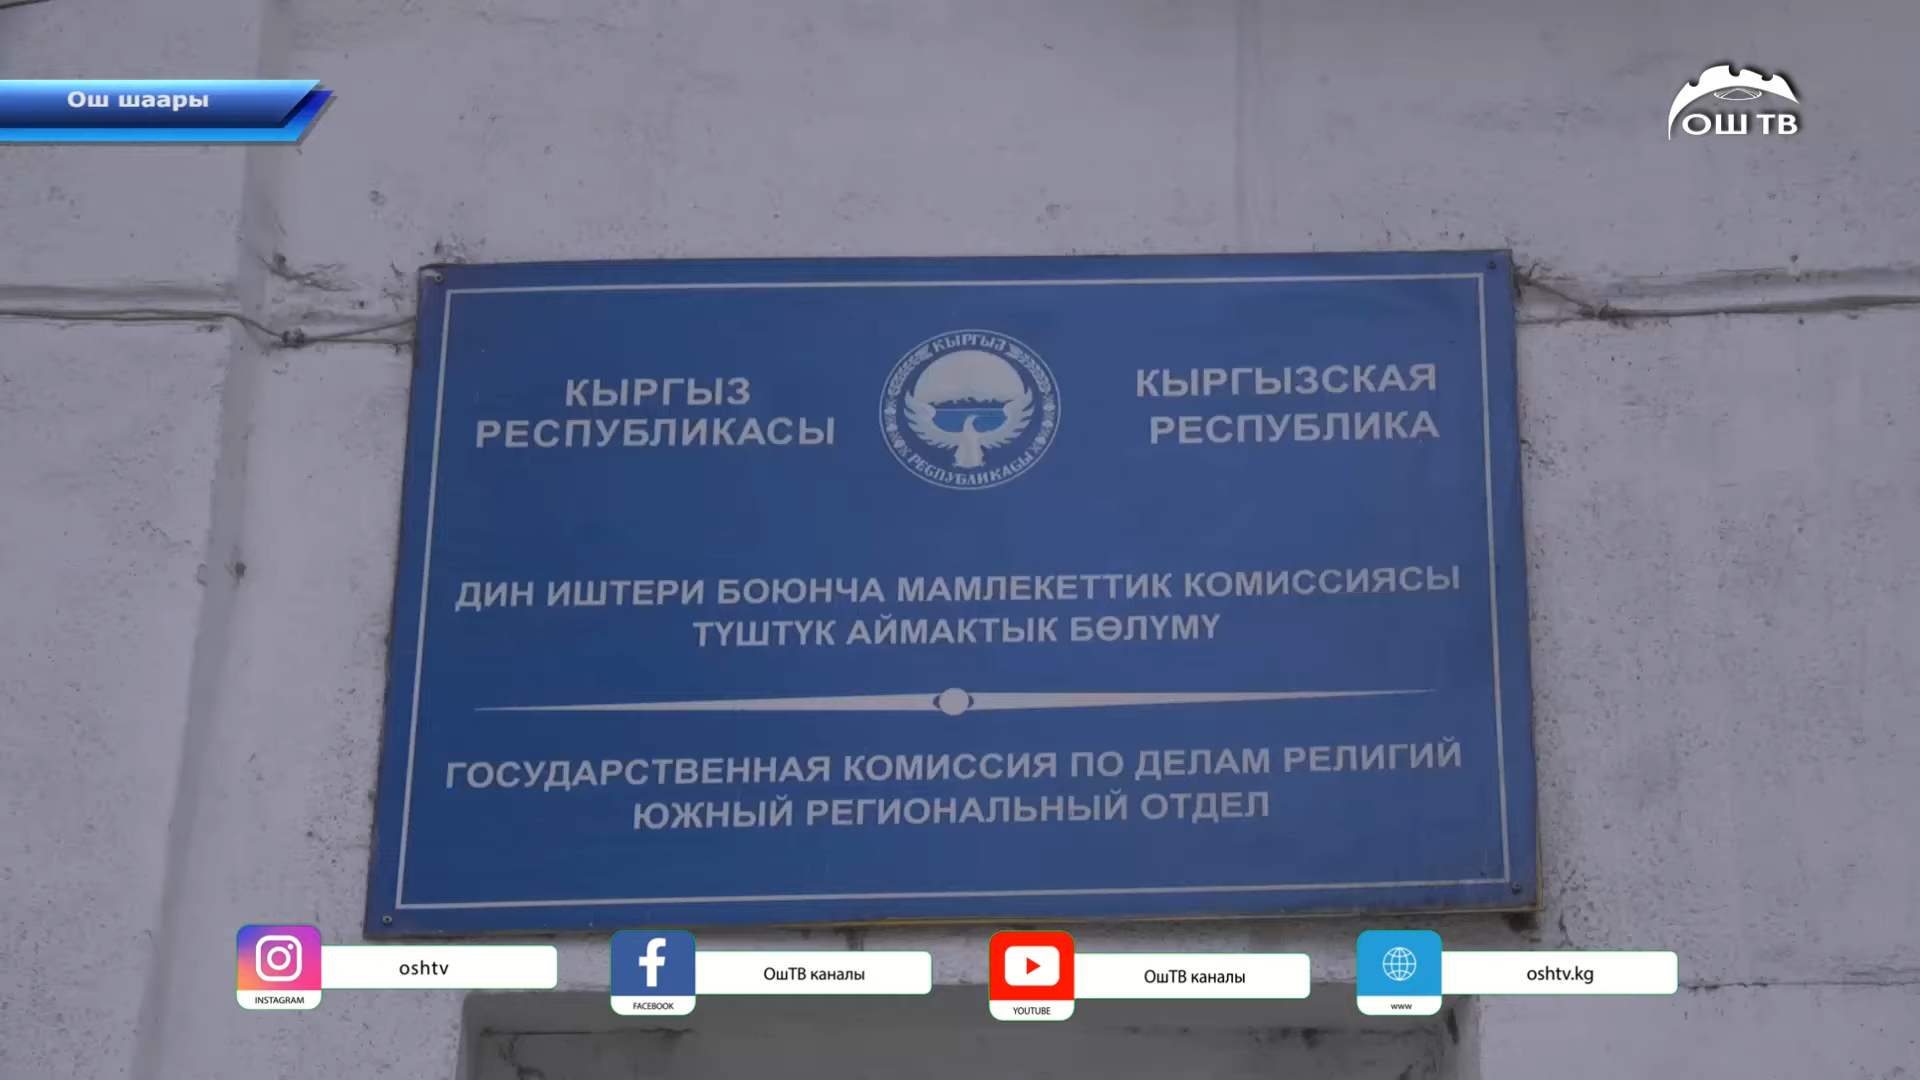 Ош шаары
ОШ ТВ
КЫРГЫЗ
РЕСПУБЛИКАСЫ
КЫРГЫЗ
РЕСПУБЛИКАСЫ
КЫРГЫЗСКАЯ
РЕСПУБЛИКА
ДИН ИШТЕРИ БОЮНЧА МАМЛЕКЕТТИК КОМИССИЯСЫ
ТҮШТҮК АЙМАКТЫК БӨЛҮМҮ
ГОСУДАРСТВЕННАЯ КОМИССИЯ ПО ДЕЛАМ РЕЛИГИЙ
ЮЖНЫЙ РЕГИОНАЛЬНЫЙ ОТДЕЛ
oshtv
INSTAGRAM
ОшТВ каналы
FACEBOOK
ОшТВ каналы
YOUTUBE
oshtv.kg
www